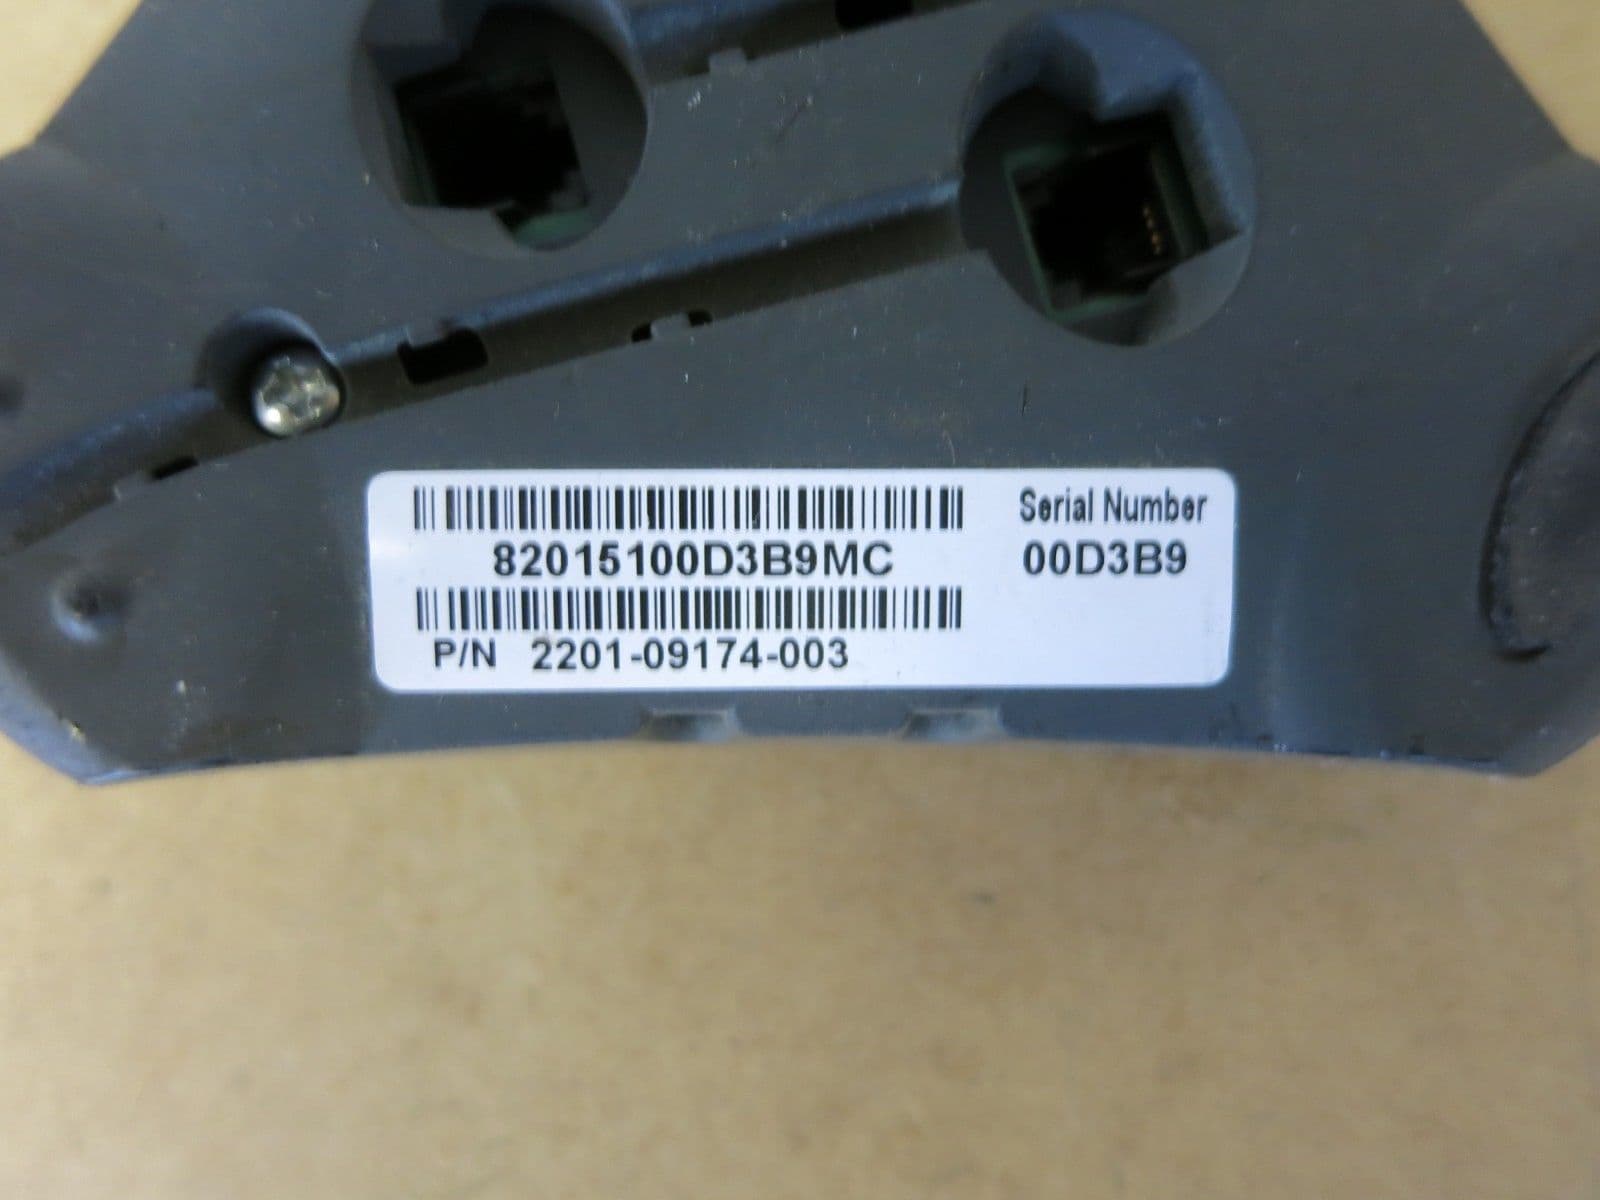 82015100D3B9MC
Serial Number
00D3B9
P/N 2201-09174-003